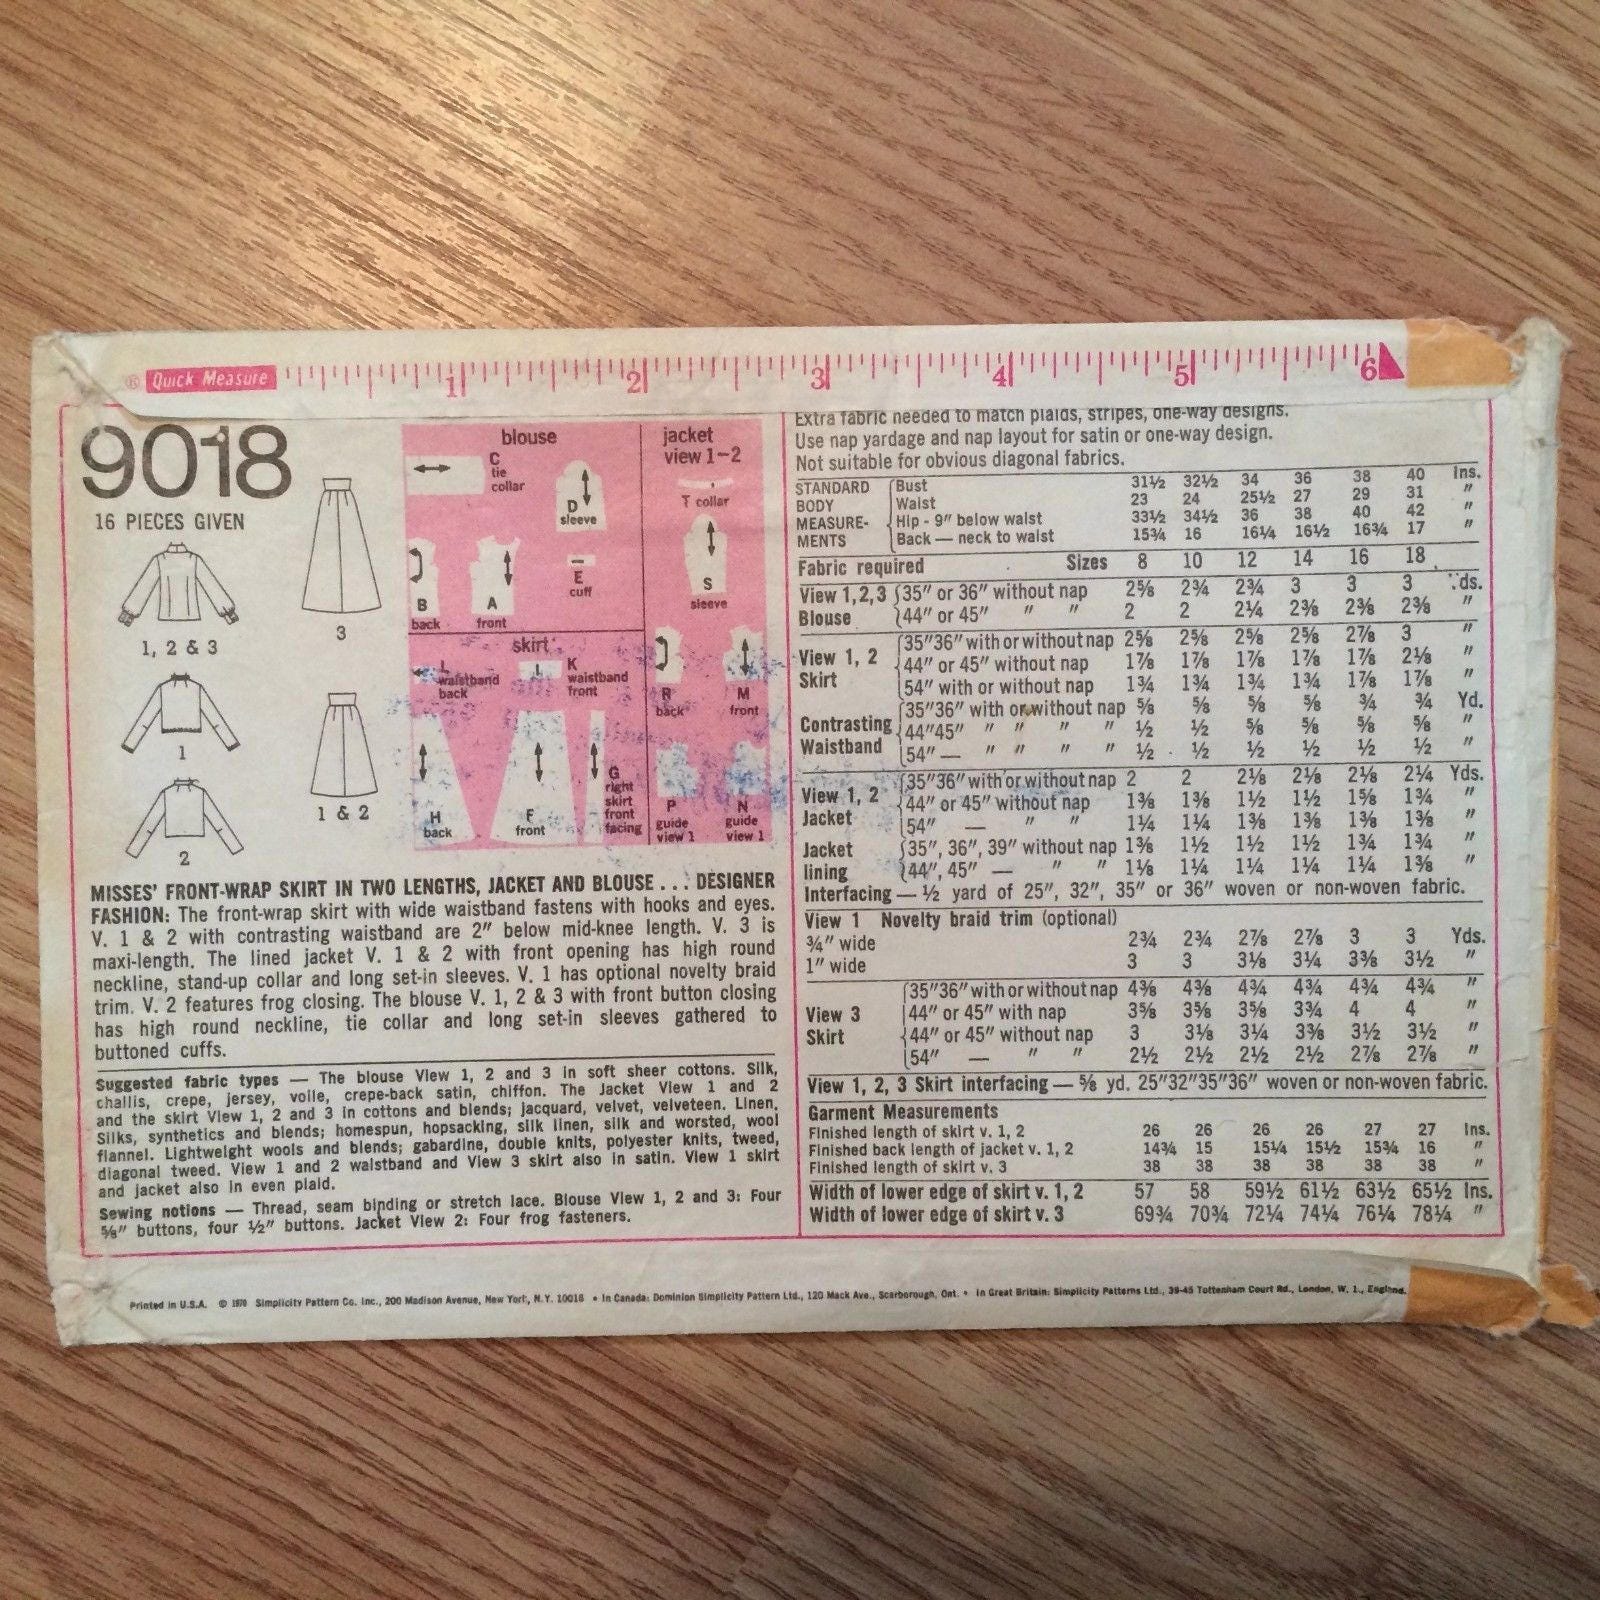 ® Quick Measure 1 2 3 4 5 6
9018
16 PIECES GIVEN
1, 2 & 3
3
1
1 & 2
2
blouse
C
tie
collar
D
sleeve
B
back
A
front
E
cuff
jacket
view 1-2
T collar
S
sleeve
R
back
M
front
P
guide
view 1
N
guide
view 1
skirt
L
waistband
back
K
waistband
front
H
back
F
front
G
right
skirt
front
facing
MISSES' FRONT-WRAP SKIRT IN TWO LENGTHS, JACKET AND BLOUSE . . . DESIGNER
FASHION: The front-wrap skirt with wide waistband fastens with hooks and eyes.
V. 1 & 2 with contrasting waistband are 2" below mid-knee length. V. 3 is
maxi-length. The lined jacket V. 1 & 2 with front opening has high round
neckline, stand-up collar and long set-in sleeves. V. 1 has optional novelty braid
trim. V. 2 features frog closing. The blouse V. 1, 2 & 3 with front button closing
has high round neckline, tie collar and long set-in sleeves gathered to
buttoned cuffs.
Suggested fabric types — The blouse View 1, 2 and 3 in soft sheer cottons. Silk,
challis, crepe, jersey, voile, crepe-back satin, chiffon. The Jacket View 1 and 2
and the skirt View 1, 2 and 3 in cottons and blends; jacquard, velvet, velveteen. Linen,
Silks, synthetics and blends; homespun, hopsacking, silk linen, silk and worsted, wool
flannel. Lightweight wools and blends; gabardine, double knits, polyester knits, tweed,
diagonal tweed. View 1 and 2 waistband and View 3 skirt also in satin. View 1 skirt
and jacket also in even plaid.
Sewing notions — Thread, seam binding or stretch lace. Blouse View 1, 2 and 3: Four
⅝" buttons, four ½" buttons. Jacket View 2: Four frog fasteners.
Extra fabric needed to match plaids, stripes, one-way designs.
Use nap yardage and nap layout for satin or one-way design.
Not suitable for obvious diagonal fabrics.
STANDARD Bust 31½ 32½ 34 36 38 40 Ins.
BODY Waist 23 24 25½ 27 29 31 "
MEASURE- Hip - 9" below waist 33½ 34½ 36 38 40 42 "
MENTS Back — neck to waist 15¾ 16 16¼ 16½ 16¾ 17 "
Fabric required Sizes 8 10 12 14 16 18
View 1,2,3 35" or 36" without nap 2⅝ 2¾ 2¾ 3 3 3 ds.
Blouse 44" or 45" " " 2 2 2¼ 2⅜ 2⅜ 2⅜ "
35"36" with or without nap 2⅝ 2⅝ 2⅝ 2⅝ 2⅞ 3 "
View 1, 2 44" or 45" without nap 1⅞ 1⅞ 1⅞ 1⅞ 1⅞ 2⅛ "
Skirt 54" with or without nap 1¾ 1¾ 1¾ 1¾ 1⅞ 1⅞ "
35"36" with or without nap ⅝ ⅝ ⅝ ⅝ ¾ ¾ Yd.
Contrasting 44"45" " " " " ½ ½ ⅝ ⅝ ⅝ ⅝ "
Waistband 54" — " " " " ½ ½ ½ ½ ½ ½ "
35"36" with or without nap 2 2 2⅛ 2⅛ 2⅛ 2¼ Yds.
View 1, 2 44" or 45" without nap 1⅜ 1⅜ 1½ 1½ 1⅝ 1¾ "
Jacket 54" — " " 1¼ 1¼ 1⅜ 1⅜ 1⅜ 1⅜ "
Jacket 35", 36", 39" without nap 1⅜ 1½ 1½ 1½ 1¾ 1¾ "
lining 44", 45" — " " 1⅛ 1¼ 1¼ 1¼ 1¼ 1⅜ "
Interfacing — ½ yard of 25", 32", 35" or 36" woven or non-woven fabric.
View 1 Novelty braid trim (optional)
¾" wide 2¾ 2¾ 2⅞ 2⅞ 3 3 Yds.
1" wide 3 3 3⅛ 3¼ 3⅜ 3½ "
35"36" with or without nap 4⅜ 4⅜ 4¾ 4¾ 4¾ 4¾ "
View 3 44" or 45" with nap 3⅝ 3⅝ 3⅝ 3¾ 4 4 "
Skirt 44" or 45" without nap 3 3⅛ 3¼ 3⅜ 3½ 3½ "
54" — " " 2½ 2½ 2½ 2½ 2⅞ 2⅞ "
View 1, 2, 3 Skirt interfacing — ⅝ yd. 25"32"35"36" woven or non-woven fabric.
Garment Measurements
Finished length of skirt v. 1, 2 26 26 26 26 27 27 Ins.
Finished back length of jacket v. 1, 2 14¾ 15 15¼ 15½ 15¾ 16 "
Finished length of skirt v. 3 38 38 38 38 38 38 "
Width of lower edge of skirt v. 1, 2 57 58 59½ 61½ 63½ 65½ Ins.
Width of lower edge of skirt v. 3 69¾ 70¾ 72¼ 74¼ 76¼ 78¼ "
Printed in U.S.A. © 1970 Simplicity Pattern Co. Inc., 200 Madison Avenue, New York, N.Y. 10016 • In Canada: Dominion Simplicity Pattern Ltd., 120 Mack Ave., Scarborough, Ont. • In Great Britain: Simplicity Patterns Ltd., 39-45 Tottenham Court Rd., London, W. 1., England.